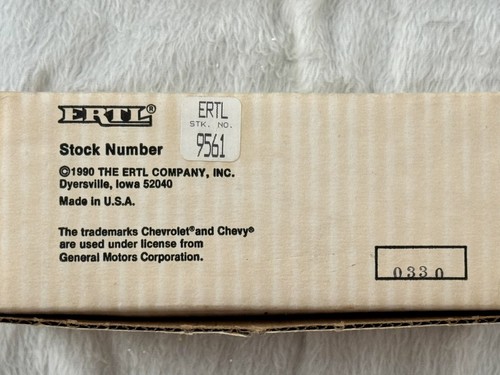 ERTL®
ERTL
STK. NO.
9561
Stock Number
©1990 THE ERTL COMPANY, INC.
Dyersville, Iowa 52040
Made in U.S.A.
The trademarks Chevrolet® and Chevy®
are used under license from
General Motors Corporation.
0330